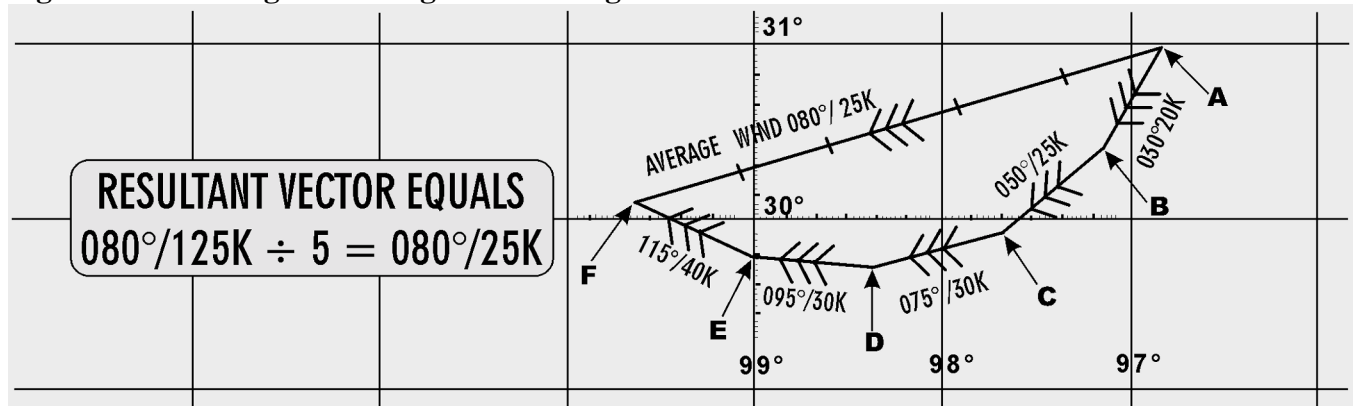 31°
A
AVERAGE WIND 080°/ 25K
030°20K
050°/25K
B
RESULTANT VECTOR EQUALS
080°/125K ÷ 5 = 080°/25K
30°
F
115°/40K
E
095°/30K
D
075°/30K
C
99°
98°
97°